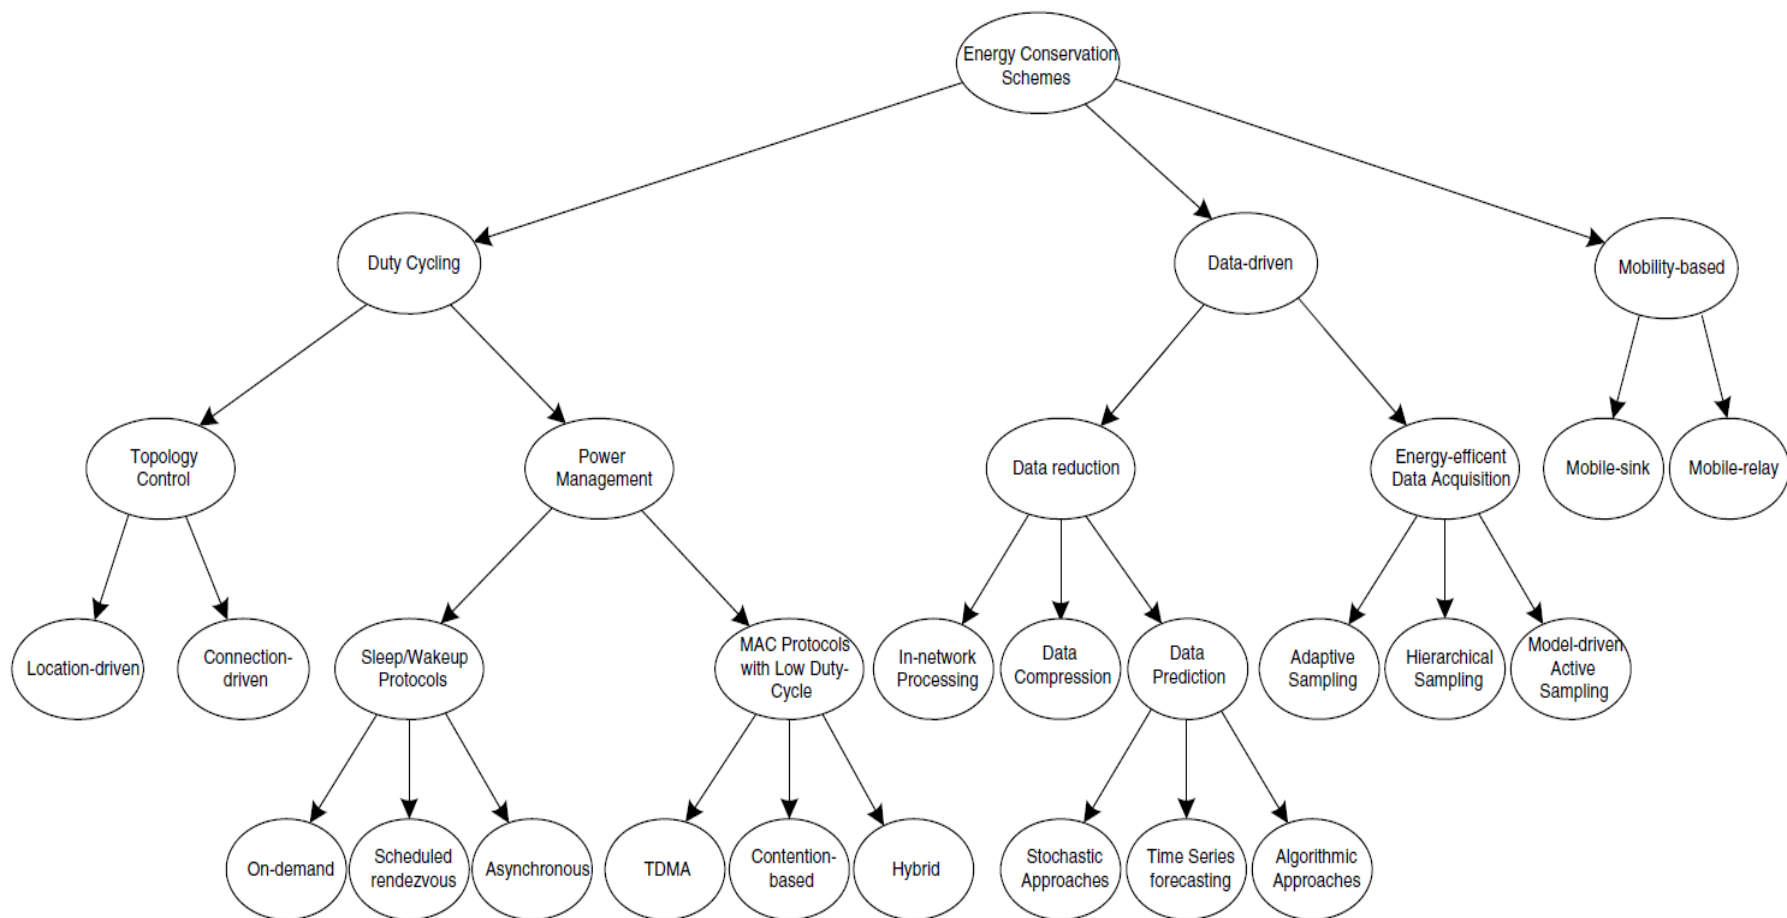 Energy Conservation
Schemes
Duty Cycling
Data-driven
Mobility-based
Topology
Control
Power
Management
Data reduction
Energy-efficent
Data Acquisition
Mobile-sink
Mobile-relay
Location-driven
Connection-
driven
Sleep/Wakeup
Protocols
MAC Protocols
with Low Duty-
Cycle
In-network
Processing
Data
Compression
Data
Prediction
Adaptive
Sampling
Hierarchical
Sampling
Model-driven
Active
Sampling
On-demand
Scheduled
rendezvous
Asynchronous
TDMA
Contention-
based
Hybrid
Stochastic
Approaches
Time Series
forecasting
Algorithmic
Approaches